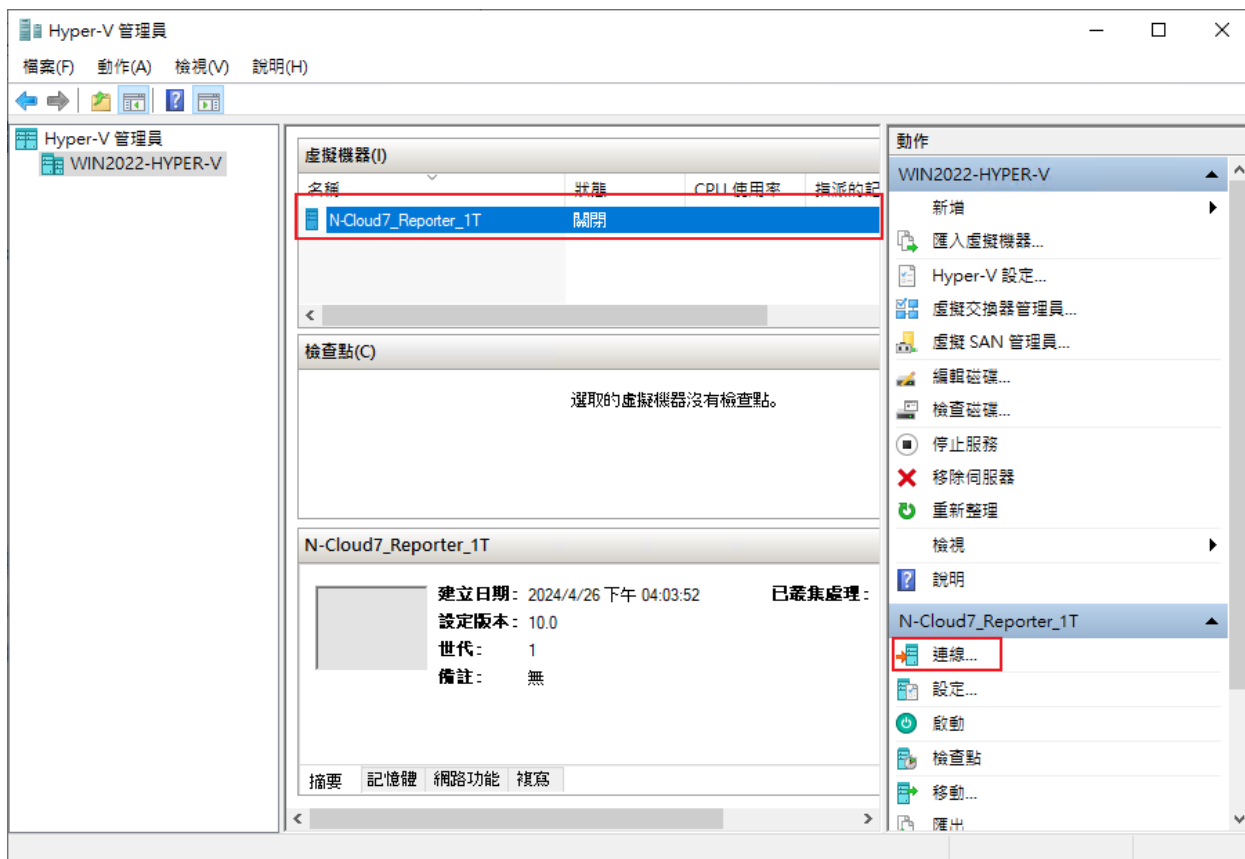 Hyper-V 管理員
檔案(F) 動作(A) 檢視(V) 說明(H)
Hyper-V 管理員
WIN2022-HYPER-V
虛擬機器(I)
名稱 狀態 CPU 使用率 指派的記
N-Cloud7_Reporter_1T 關閉
檢查點(C)
選取的虛擬機器沒有檢查點。
N-Cloud7_Reporter_1T
建立日期: 2024/4/26 下午 04:03:52 已叢集處理:
設定版本: 10.0
世代: 1
備註: 無
摘要 記憶體 網路功能 複寫
動作
WIN2022-HYPER-V
新增
匯入虛擬機器...
Hyper-V 設定...
虛擬交換器管理員...
虛擬 SAN 管理員...
編輯磁碟...
檢查磁碟...
停止服務
移除伺服器
重新整理
檢視
說明
N-Cloud7_Reporter_1T
連線...
設定...
啟動
檢查點
移動...
匯出